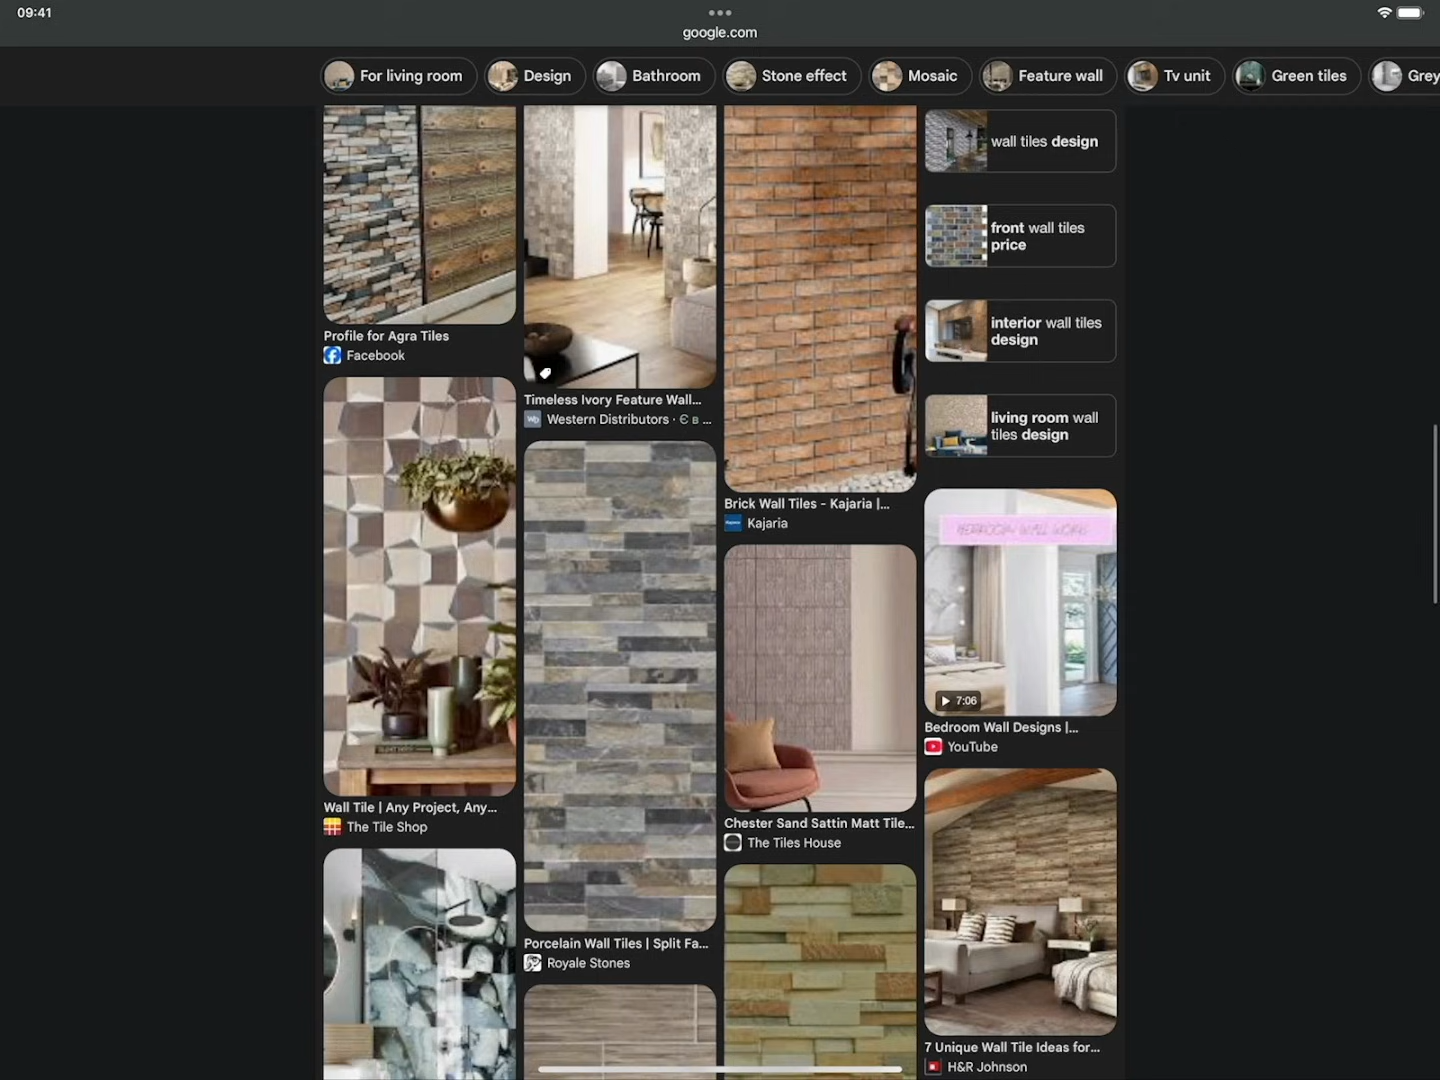 09:41
google.com
For living room
Design
Bathroom
Stone effect
Mosaic
Feature wall
Tv unit
Green tiles
Grey
Profile for Agra Tiles
Facebook
Wall Tile | Any Project, Any...
The Tile Shop
Timeless Ivory Feature Wall...
Western Distributors · Є в ...
Porcelain Wall Tiles | Split Fa...
Royale Stones
Brick Wall Tiles - Kajaria |...
Kajaria
Chester Sand Sattin Matt Tile...
The Tiles House
wall tiles design
front wall tiles
price
interior wall tiles
design
living room wall
tiles design
BEDROOM WALL WORK
7:06
Bedroom Wall Designs |...
YouTube
7 Unique Wall Tile Ideas for...
H&R Johnson